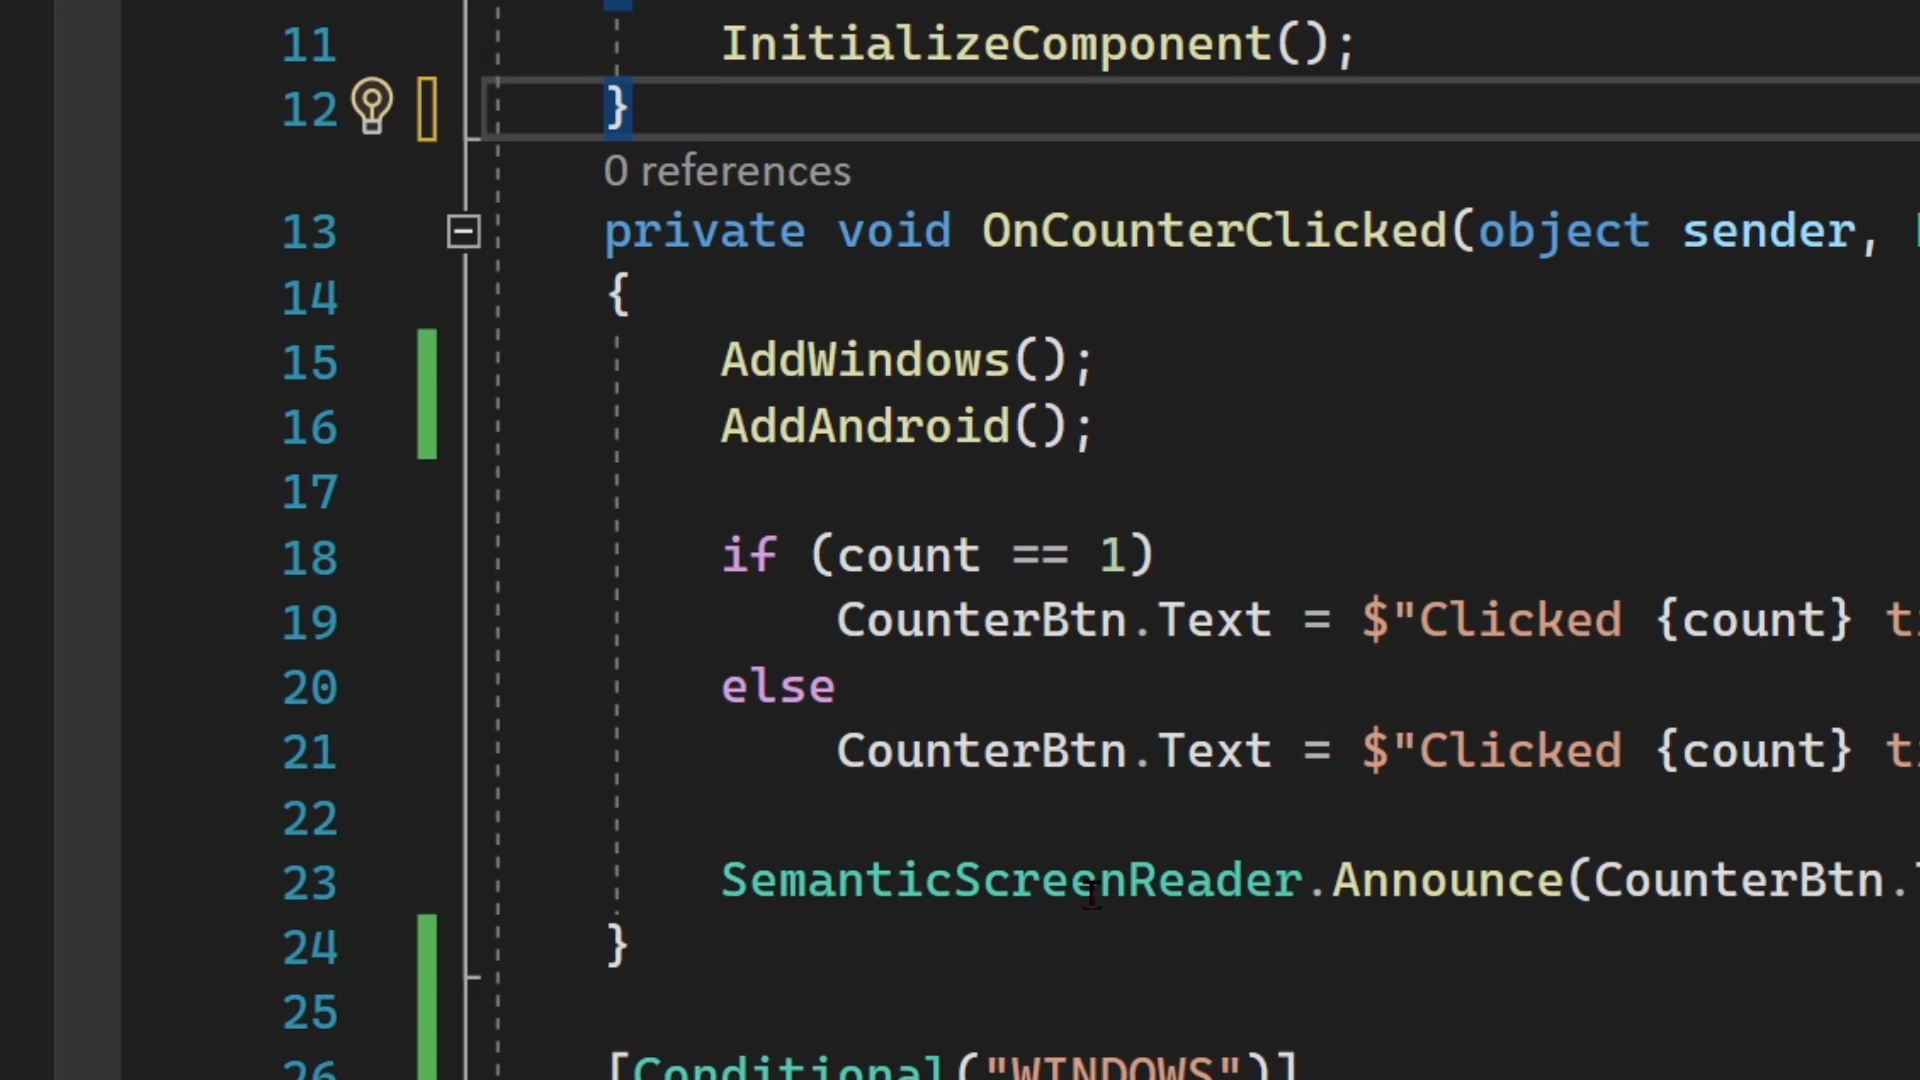 11 InitializeComponent();
12 }
0 references
13 private void OnCounterClicked(object sender,
14 {
15 AddWindows();
16 AddAndroid();
17
18 if (count == 1)
19 CounterBtn.Text = $"Clicked {count}
20 else
21 CounterBtn.Text = $"Clicked {count}
22
23 SemanticScreenReader.Announce(CounterBtn.
24 }
25
26 [Conditional("WINDOWS")]